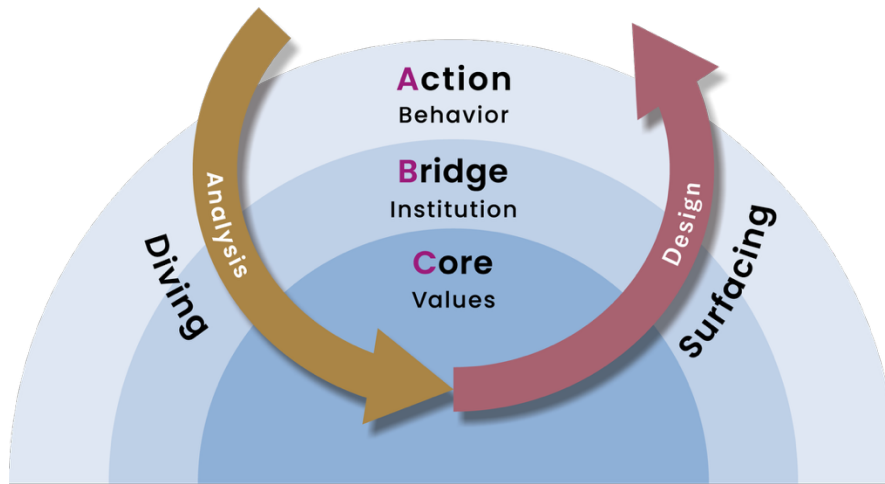 Action
Behavior
Bridge
Institution
Core
Values
Analysis
Diving
Design
Surfacing